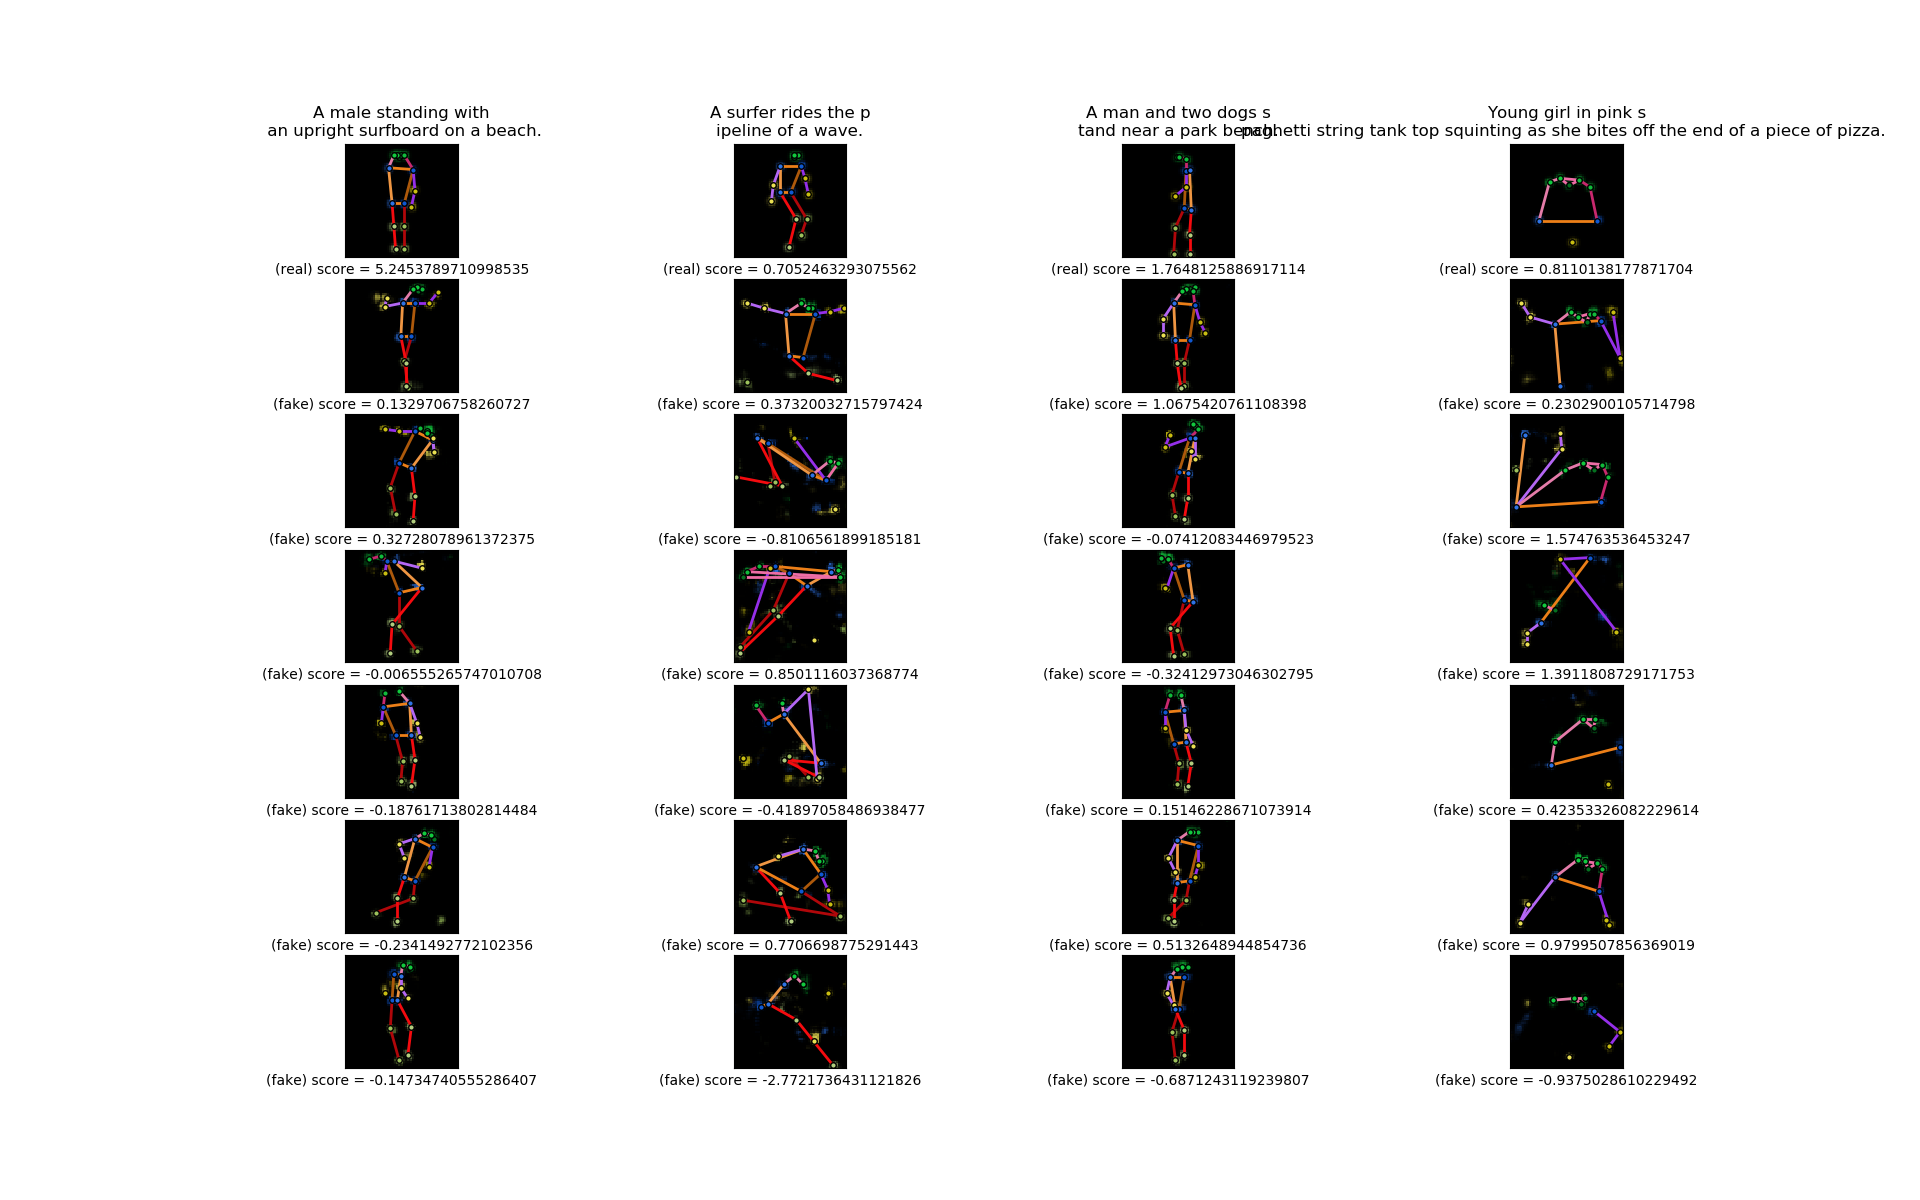 A male standing with
an upright surfboard on a beach.
A surfer rides the p
ipeline of a wave.
A man and two dogs s
tand near a park bench.
Young girl in pink s
paghetti string tank top squinting as she bites off the end of a piece of pizza.
(real) score = 5.2453789710998535
(real) score = 0.7052463293075562
(real) score = 1.7648125886917114
(real) score = 0.8110138177871704
(fake) score = 0.1329706758260727
(fake) score = 0.37320032715797424
(fake) score = 1.0675420761108398
(fake) score = 0.2302900105714798
(fake) score = 0.32728078961372375
(fake) score = -0.8106561899185181
(fake) score = -0.07412083446979523
(fake) score = 1.574763536453247
(fake) score = -0.006555265747010708
(fake) score = 0.8501116037368774
(fake) score = -0.32412973046302795
(fake) score = 1.3911808729171753
(fake) score = -0.18761713802814484
(fake) score = -0.41897058486938477
(fake) score = 0.15146228671073914
(fake) score = 0.42353326082229614
(fake) score = -0.2341492772102356
(fake) score = 0.7706698775291443
(fake) score = 0.5132648944854736
(fake) score = 0.9799507856369019
(fake) score = -0.14734740555286407
(fake) score = -2.7721736431121826
(fake) score = -0.6871243119239807
(fake) score = -0.9375028610229492